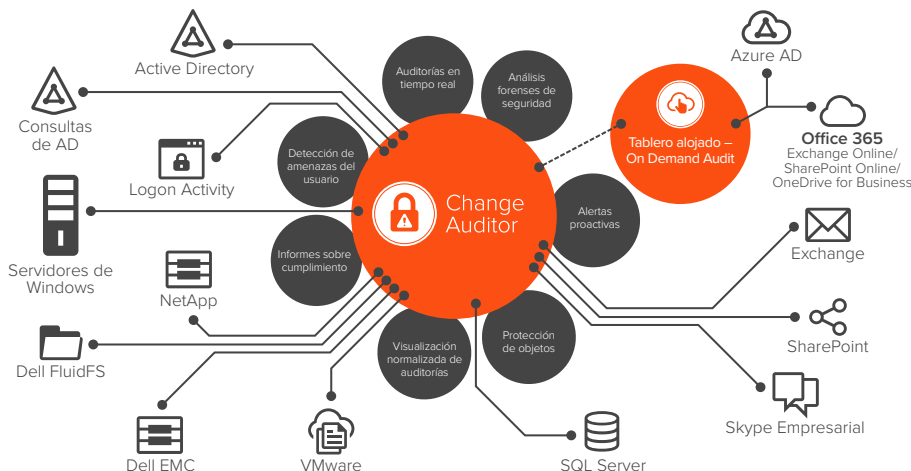 Active Directory
Consultas
de AD
Logon Activity
Servidores de
Windows
NetApp
Dell FluidFS
Dell EMC
VMware
SQL Server
Auditorías en
tiempo real
Análisis
forenses de
seguridad
Detección de
amenazas del
usuario
Informes sobre
cumplimiento
Visualización
normalizada de
auditorías
Protección
de objetos
Alertas
proactivas
Change
Auditor
Tablero alojado –
On Demand Audit
Azure AD
Office 365
Exchange Online/
SharePoint Online/
OneDrive for Business
Exchange
SharePoint
Skype Empresarial